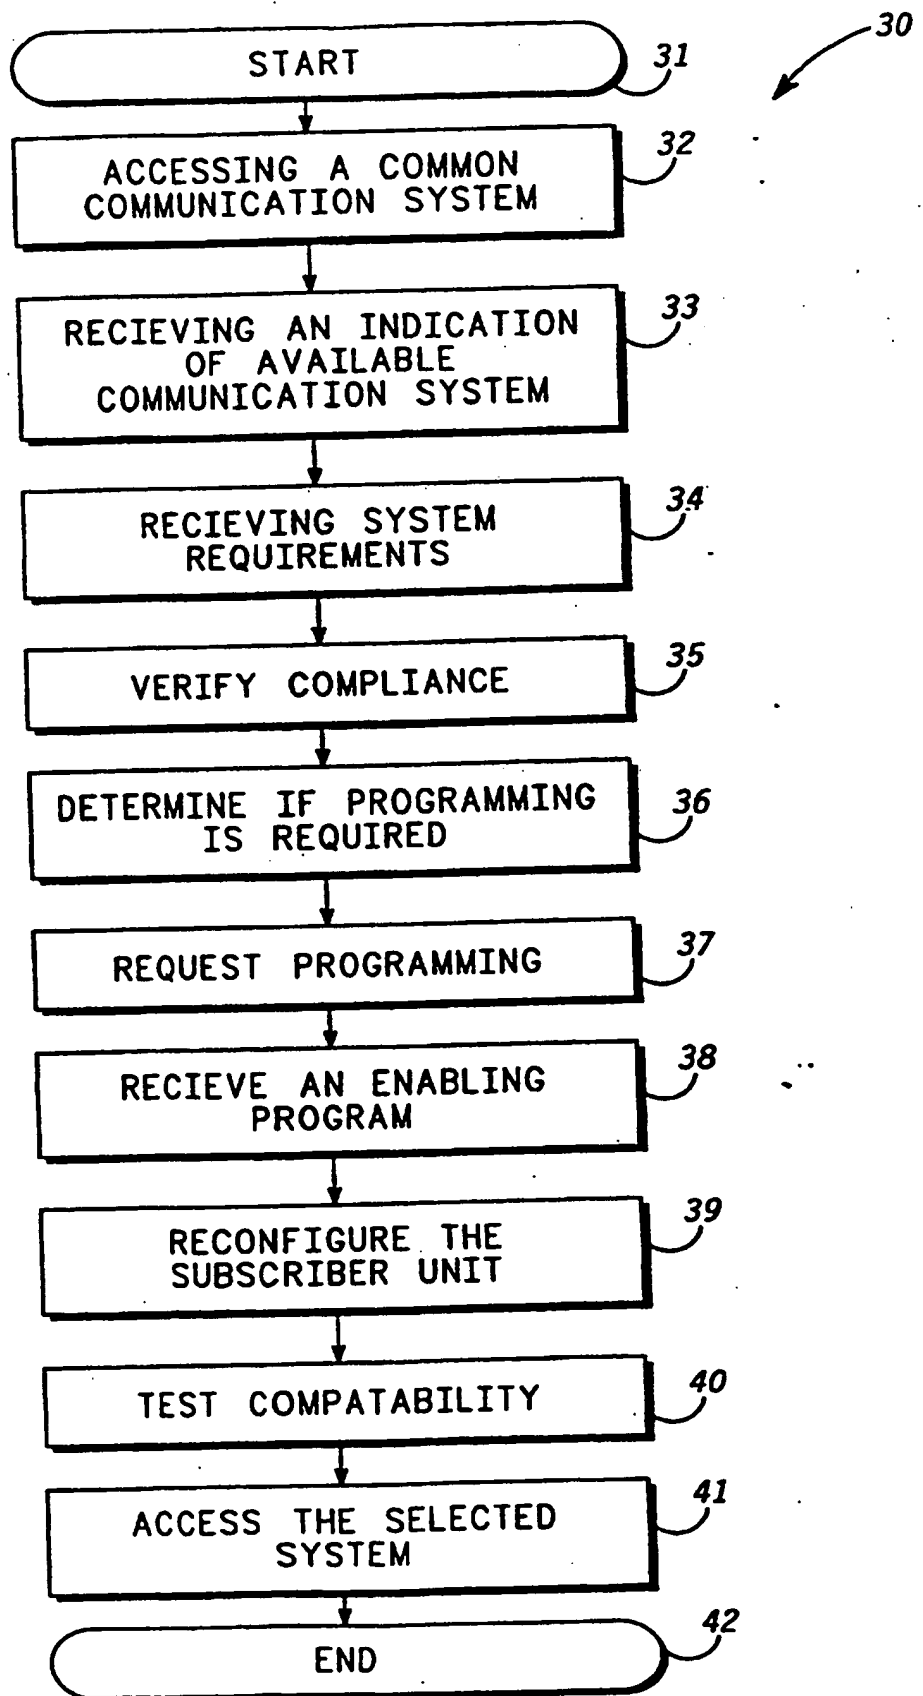 30
START
31
ACCESSING A COMMON
COMMUNICATION SYSTEM
32
RECIEVING AN INDICATION
OF AVAILABLE
COMMUNICATION SYSTEM
33
RECIEVING SYSTEM
REQUIREMENTS
34
VERIFY COMPLIANCE
35
DETERMINE IF PROGRAMMING
IS REQUIRED
36
REQUEST PROGRAMMING
37
RECIEVE AN ENABLING
PROGRAM
38
RECONFIGURE THE
SUBSCRIBER UNIT
39
TEST COMPATABILITY
40
ACCESS THE SELECTED
SYSTEM
41
END
42